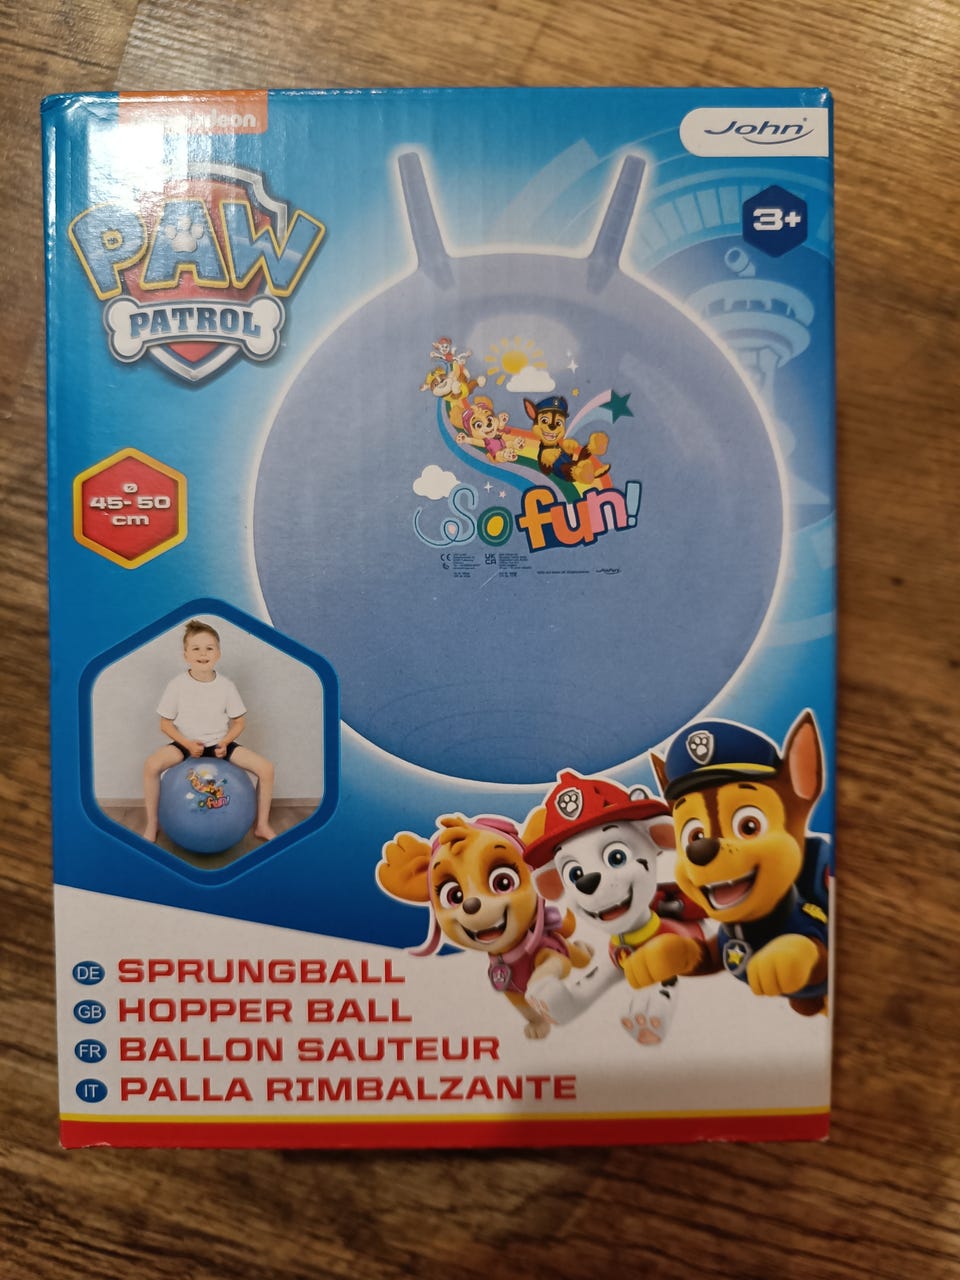 John
3+
PAW
PATROL
ø
45-50
cm
So fun!
DE SPRUNGBALL
GB HOPPER BALL
FR BALLON SAUTEUR
IT PALLA RIMBALZANTE